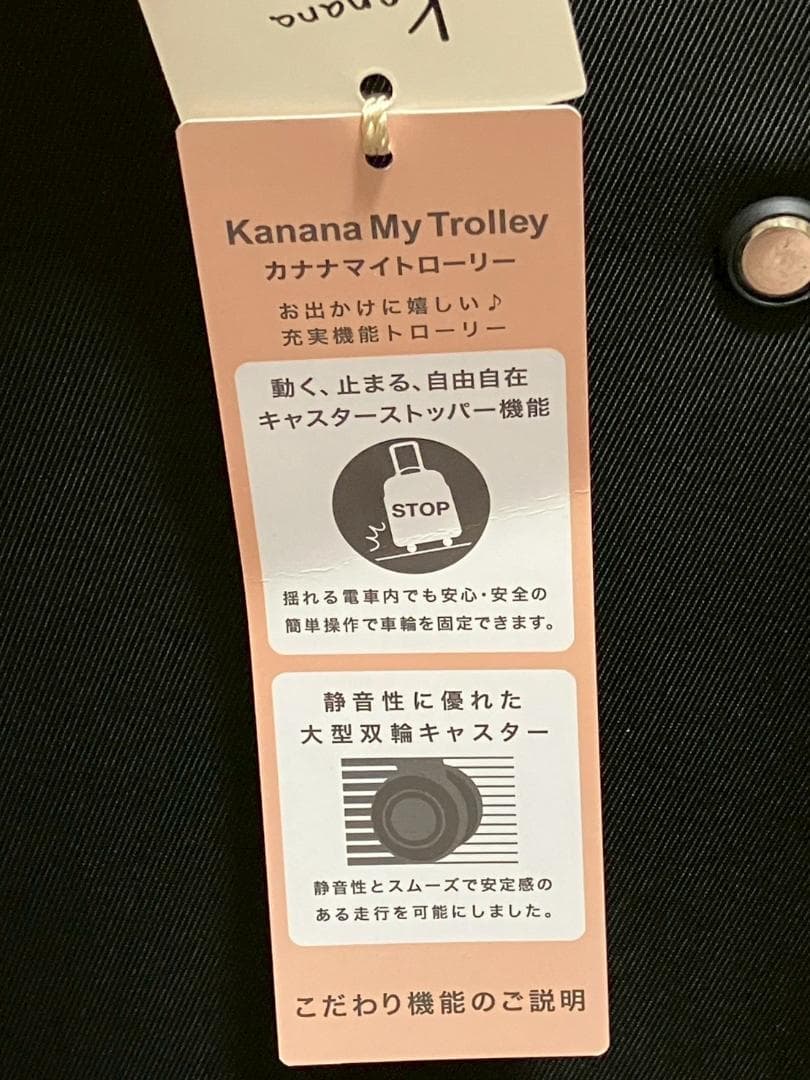 Kanana
Kanana My Trolley
カナナマイトローリー
お出かけに嬉しい♪
充実機能トローリー
動く、止まる、自由自在
キャスターストッパー機能
STOP
揺れる電車内でも安心・安全の
簡単操作で車輪を固定できます。
静音性に優れた
大型双輪キャスター
静音性とスムーズで安定感の
ある走行を可能にしました。
こだわり機能のご説明